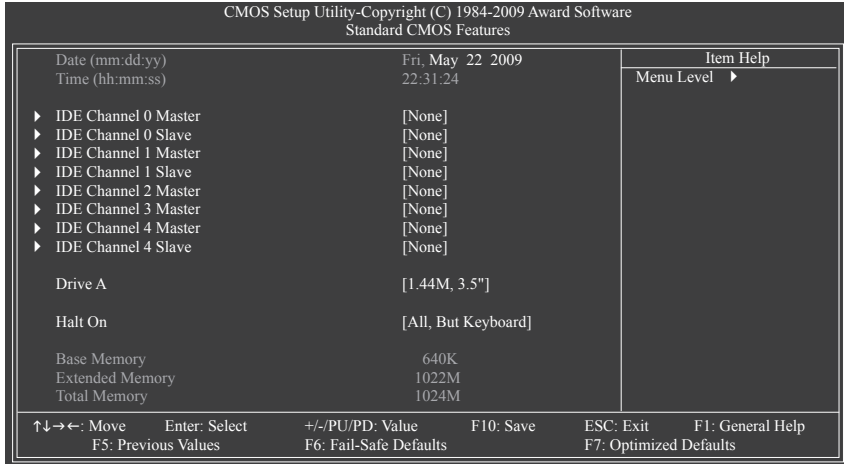 CMOS Setup Utility-Copyright (C) 1984-2009 Award Software
Standard CMOS Features
Date (mm:dd:yy) Fri, May 22 2009
Time (hh:mm:ss) 22:31:24
IDE Channel 0 Master [None]
IDE Channel 0 Slave [None]
IDE Channel 1 Master [None]
IDE Channel 1 Slave [None]
IDE Channel 2 Master [None]
IDE Channel 3 Master [None]
IDE Channel 4 Master [None]
IDE Channel 4 Slave [None]
Drive A [1.44M, 3.5"]
Halt On [All, But Keyboard]
Base Memory 640K
Extended Memory 1022M
Total Memory 1024M
Item Help
Menu Level ▶
↑↓→←: Move Enter: Select +/-/PU/PD: Value F10: Save ESC: Exit F1: General Help
F5: Previous Values F6: Fail-Safe Defaults F7: Optimized Defaults